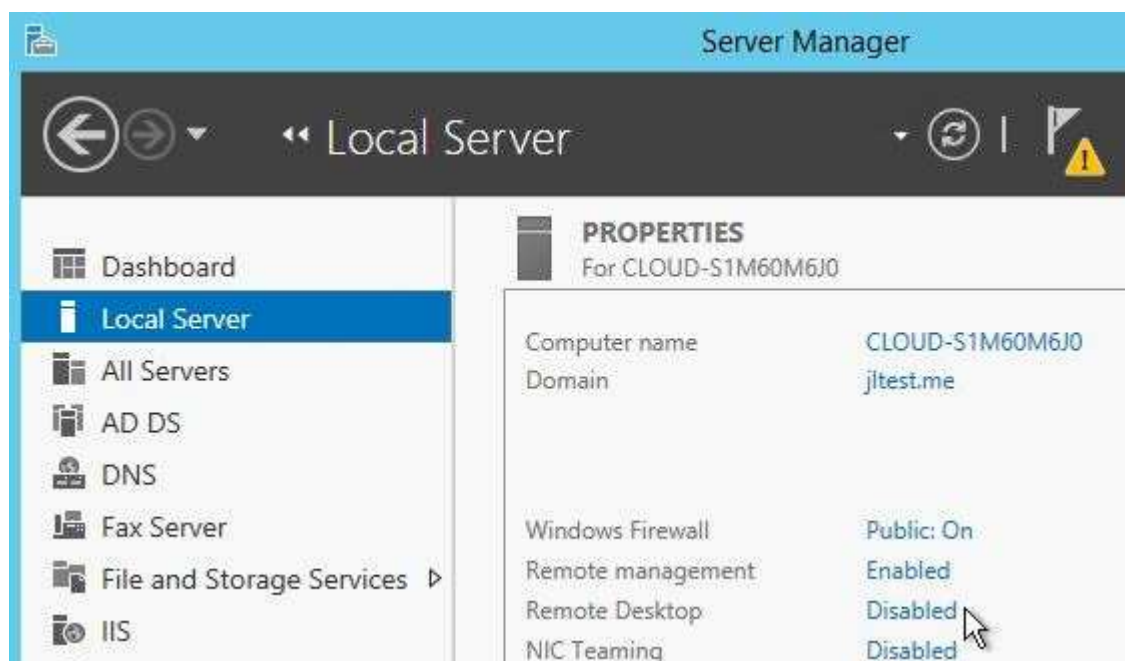 Server Manager
Local Server
Dashboard
Local Server
All Servers
AD DS
DNS
Fax Server
File and Storage Services
IIS
PROPERTIES
For CLOUD-S1M60M6J0
Computer name CLOUD-S1M60M6J0
Domain jltest.me
Windows Firewall Public: On
Remote management Enabled
Remote Desktop Disabled
NIC Teaming Disabled